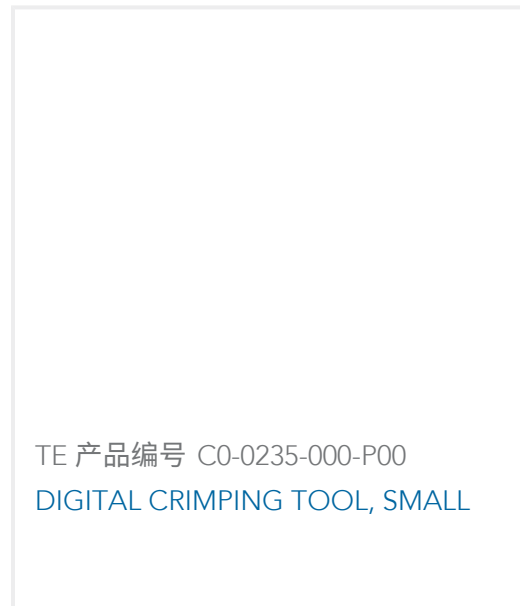 TE 产品编号 C0-0235-000-P00
DIGITAL CRIMPING TOOL, SMALL